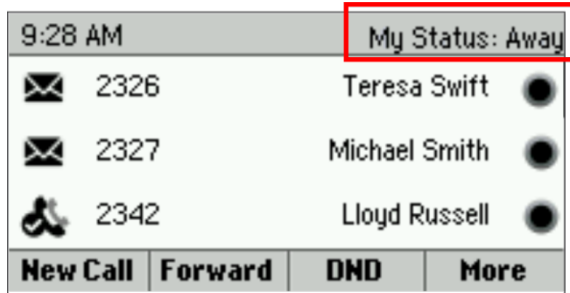 9:28 AM My Status: Away
2326 Teresa Swift
2327 Michael Smith
2342 Lloyd Russell
New Call Forward DND More